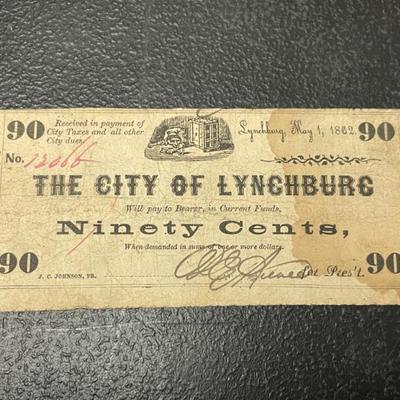 90
Received in payment of
City Taxes and all other
City dues.
Lynchburg, May 1, 1862.
90
No. 12066
THE CITY OF LYNCHBURG
Will pay to Bearer, in Current Funds,
Ninety Cents,
When demanded in sums of one or more dollars.
90
J. C. JOHNSON, PR.
for Pres't.
90